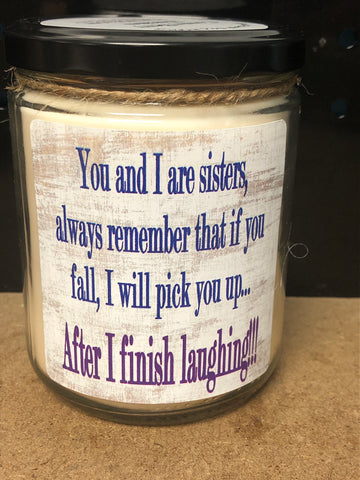 You and I are sisters,
always remember that if you
fall, I will pick you up...
After I finish laughing!!!